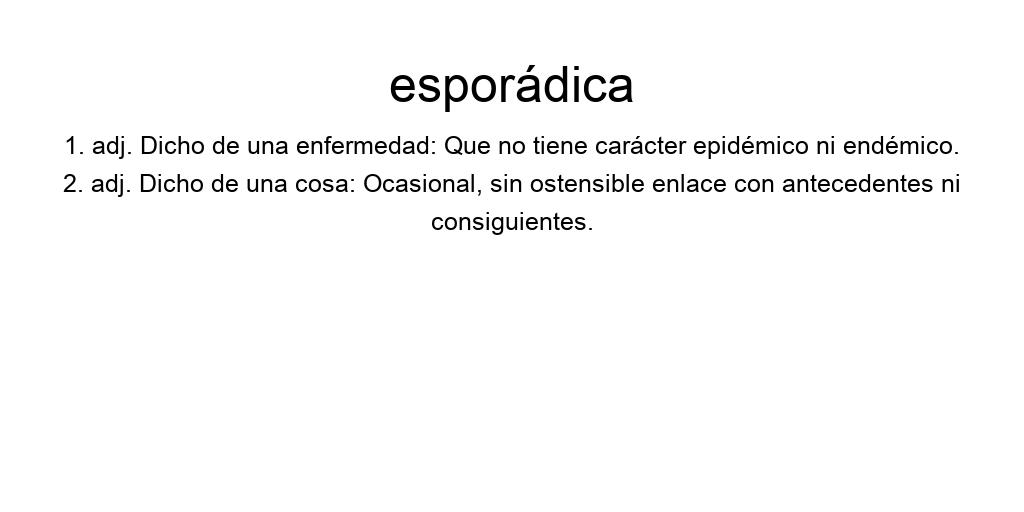 esporádica
1. adj. Dicho de una enfermedad: Que no tiene carácter epidémico ni endémico.
2. adj. Dicho de una cosa: Ocasional, sin ostensible enlace con antecedentes ni
consiguientes.